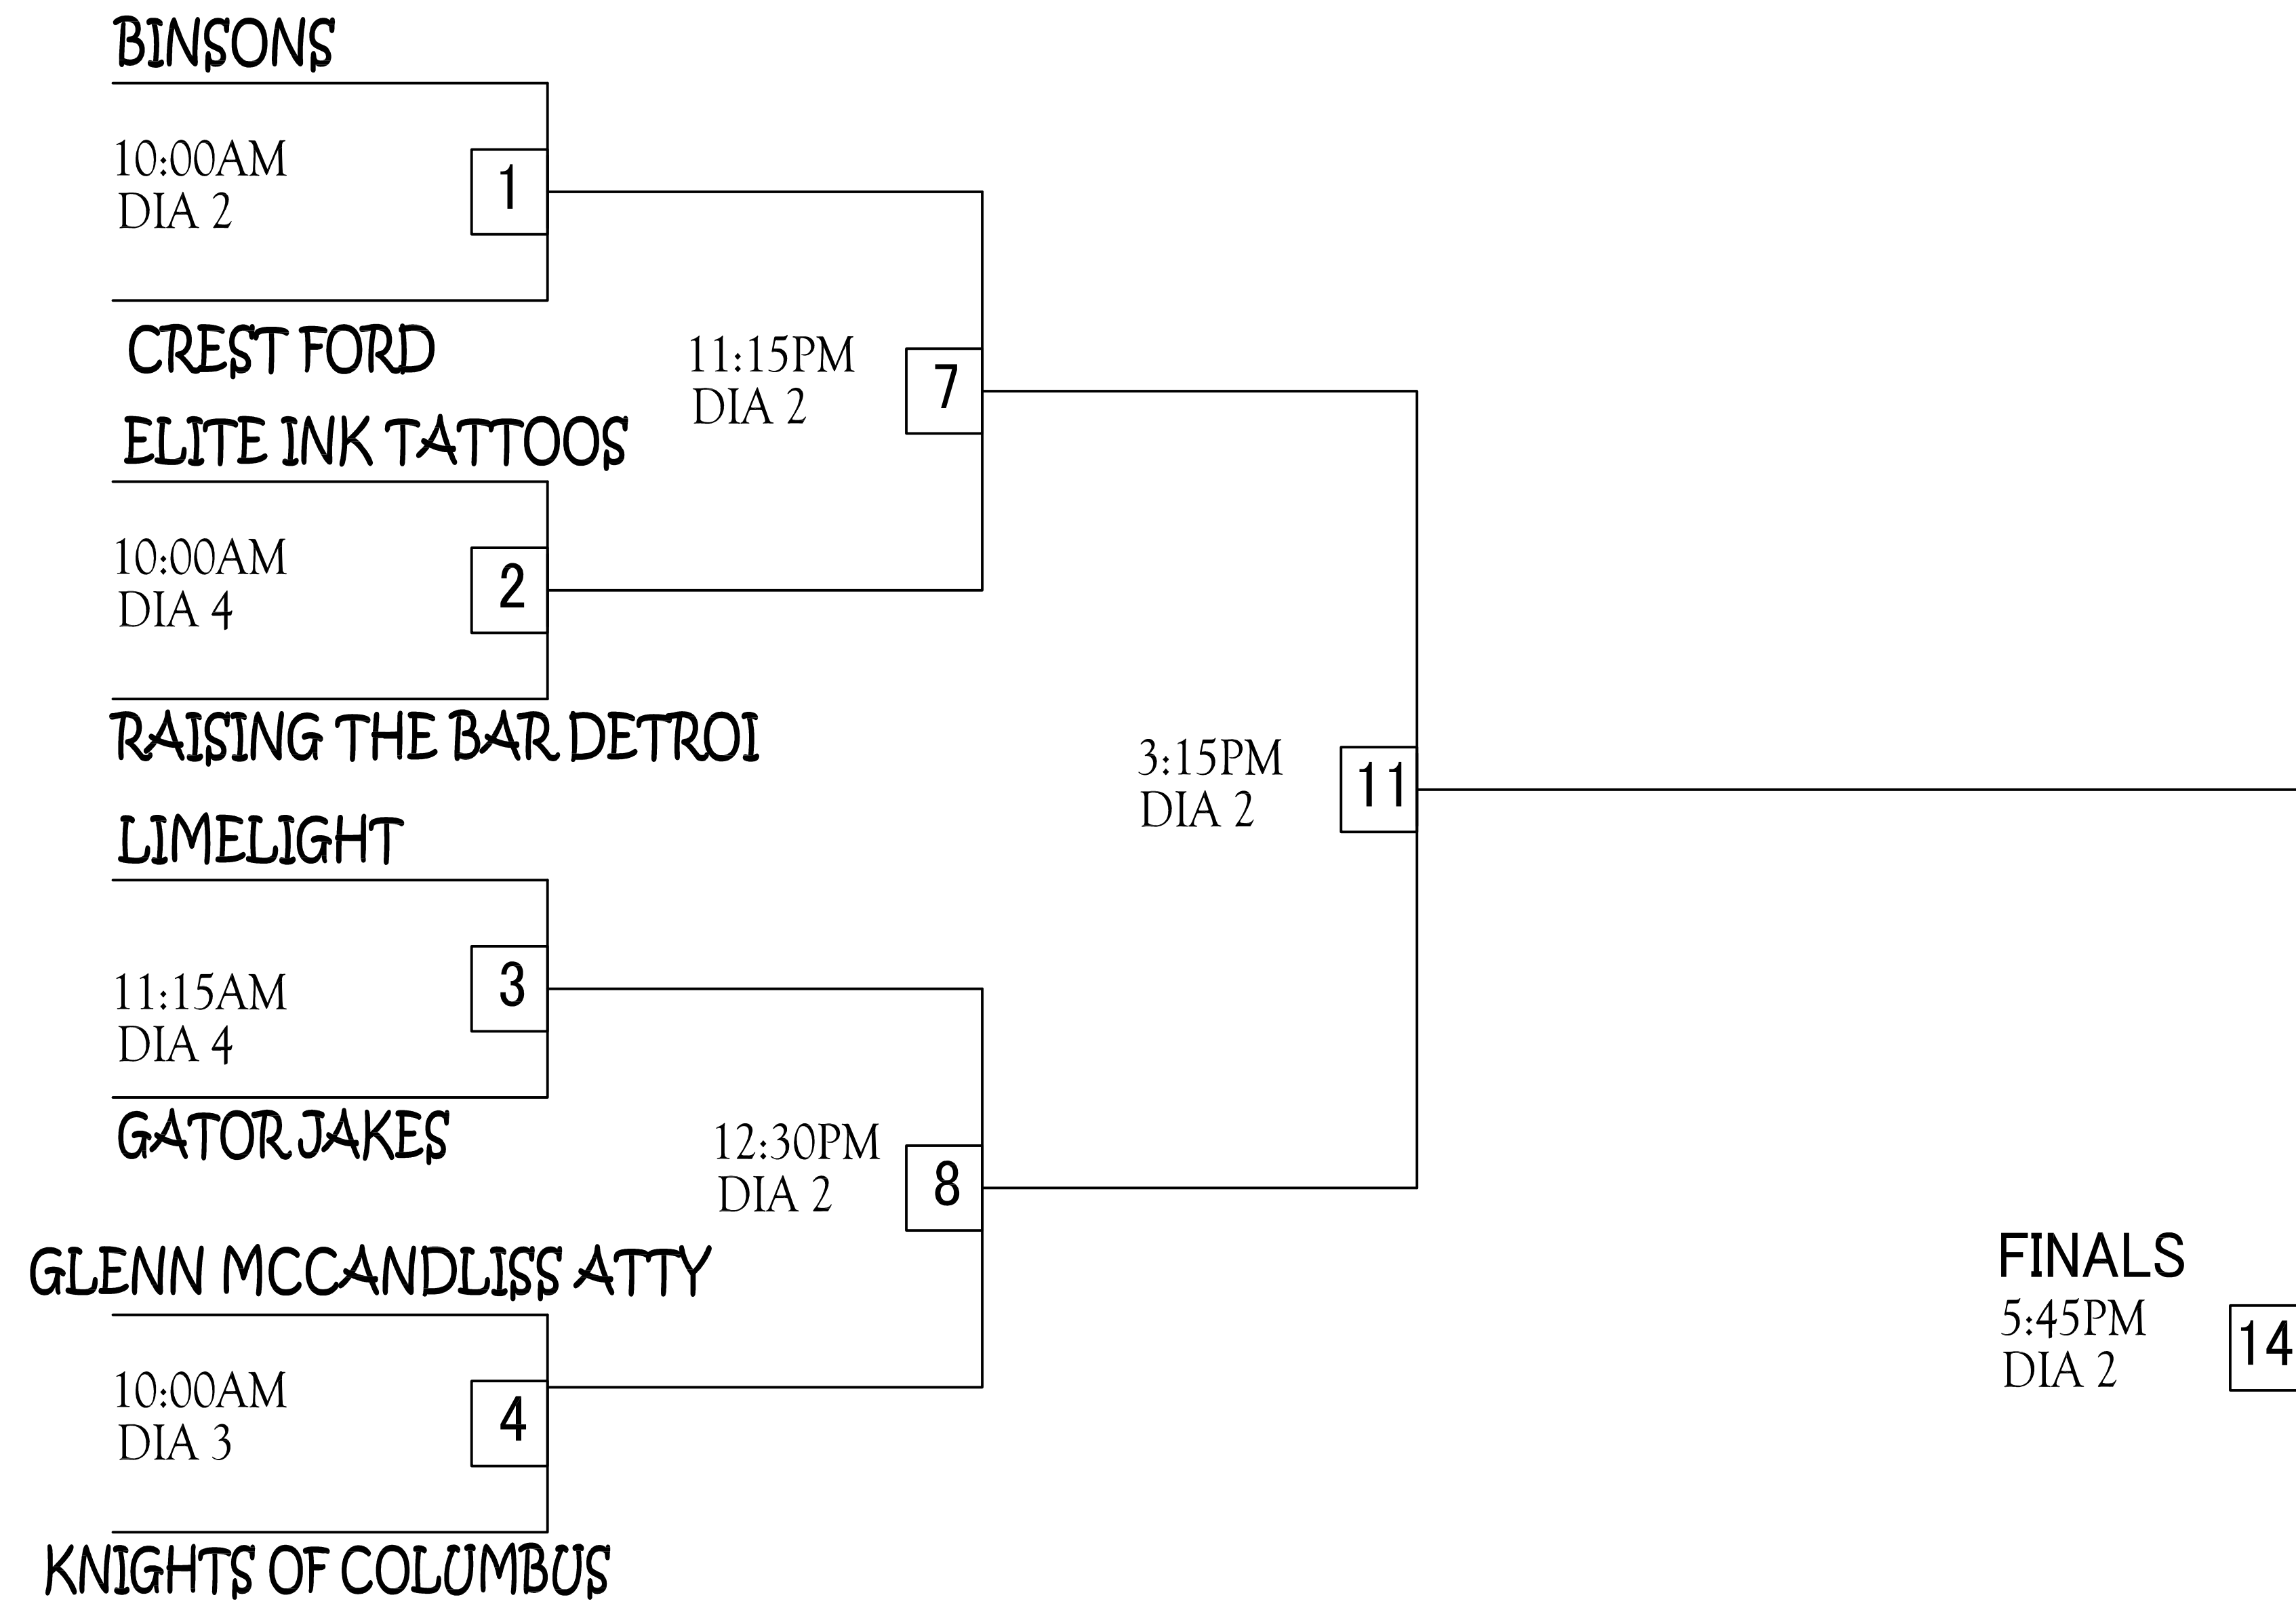 BINSONS
10:00AM
DIA 2
1
CREST FORD
11:15PM
DIA 2
7
ELITE INK TATTOOS
10:00AM
DIA 4
2
RAISING THE BAR DETROI
3:15PM
DIA 2
11
LIMELIGHT
11:15AM
DIA 4
3
GATOR JAKES
12:30PM
DIA 2
8
GLENN MCCANDLISS ATTY
FINALS
5:45PM
DIA 2
14
10:00AM
DIA 3
4
KNIGHTS OF COLUMBUS